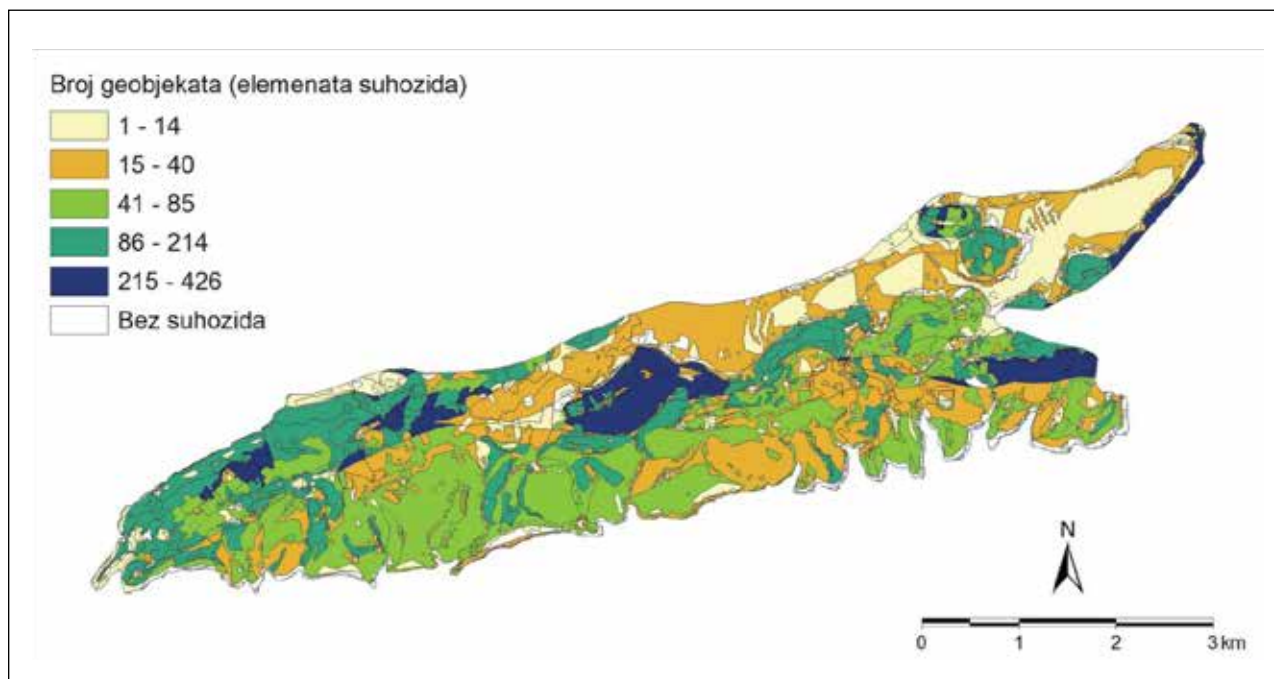 Broj geobjekata (elemenata suhozida)
1 - 14
15 - 40
41 - 85
86 - 214
215 - 426
Bez suhozida
N
0 1 2 3 km